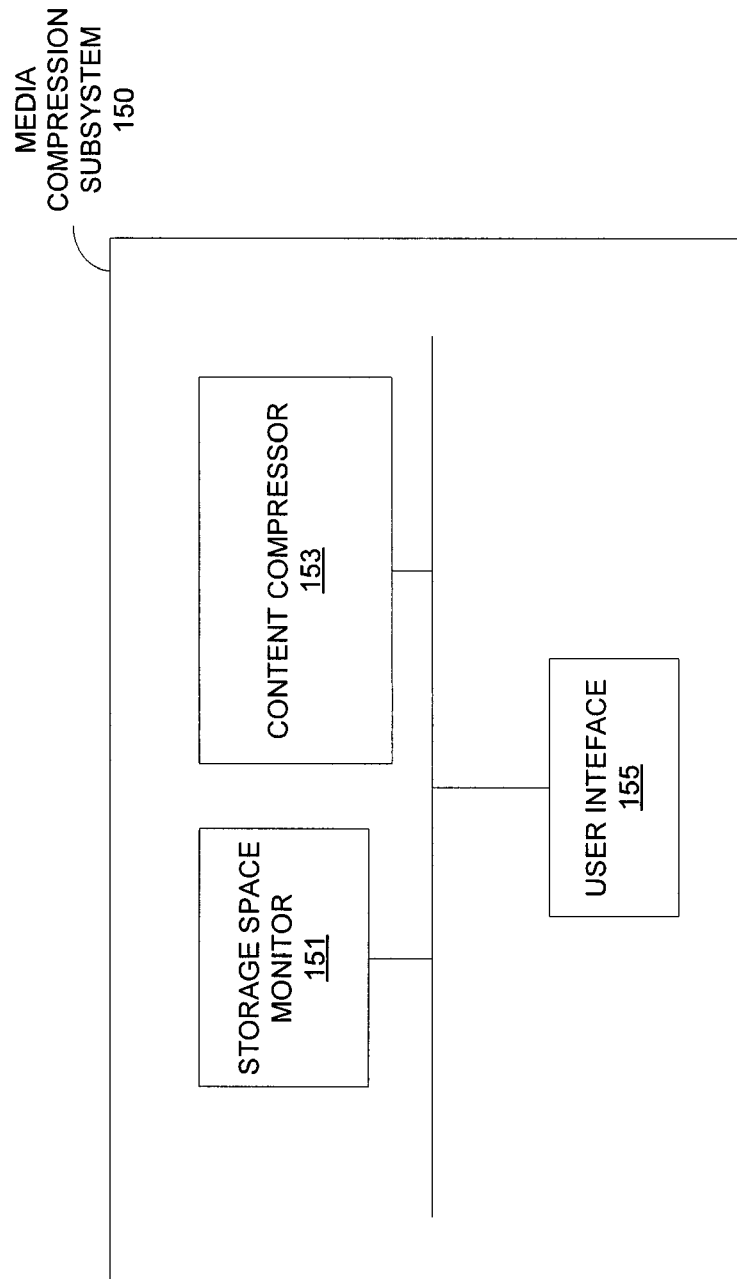 MEDIA
COMPRESSION
SUBSYSTEM
150
STORAGE SPACE
MONITOR
151
CONTENT COMPRESSOR
153
USER INTEFACE
155